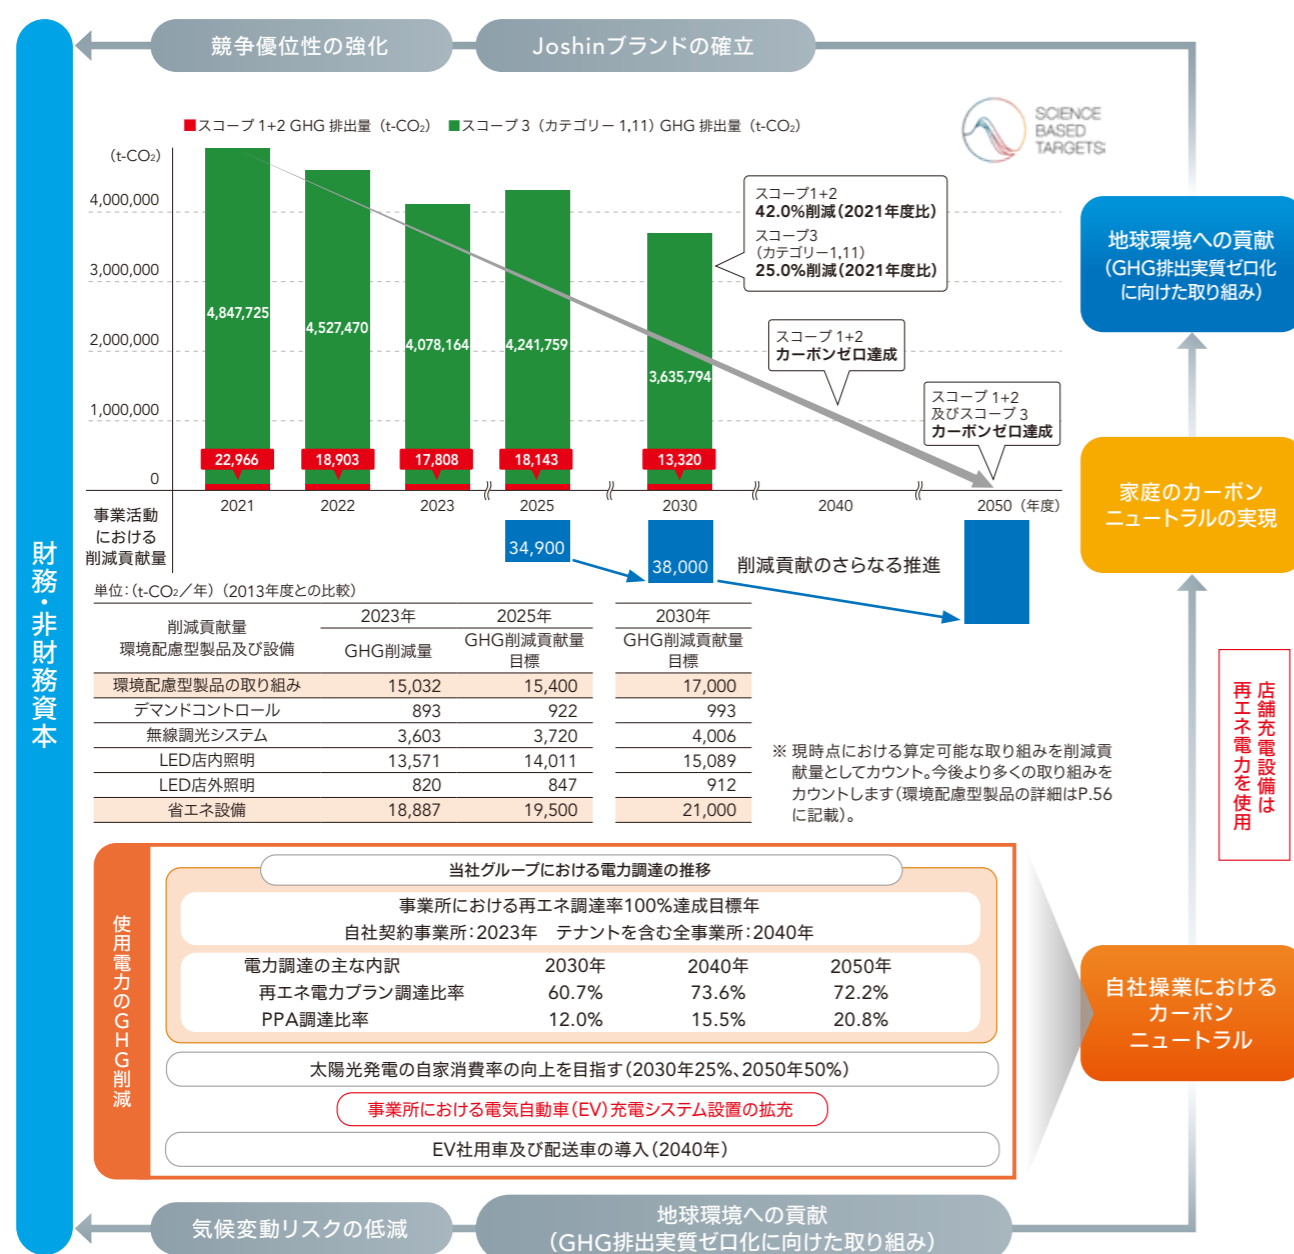 競争優位性の強化
Joshinブランドの確立
■スコープ 1+2 GHG 排出量（t-CO₂） ■スコープ 3（カテゴリー 1,11）GHG 排出量（t-CO₂）
SCIENCE
BASED
TARGETS
(t-CO₂)
4,000,000
3,000,000
2,000,000
1,000,000
0
4,847,725
4,527,470
4,078,164
4,241,759
3,635,794
22,966
18,903
17,808
18,143
13,320
スコープ1+2
42.0%削減（2021年度比）
スコープ3
（カテゴリー1,11）
25.0%削減（2021年度比）
スコープ 1+2
カーボンゼロ達成
スコープ 1+2
及びスコープ 3
カーボンゼロ達成
2021 2022 2023 2025 2030 2040 2050（年度）
事業活動
における
削減貢献量
34,900
38,000
削減貢献のさらなる推進
単位：（t-CO₂／年）（2013年度との比較）
削減貢献量
環境配慮型製品及び設備
2023年 2025年 2030年
GHG削減量
GHG削減貢献量
目標
GHG削減貢献量
目標
環境配慮型製品の取り組み 15,032 15,400 17,000
デマンドコントロール 893 922 993
無線調光システム 3,603 3,720 4,006
LED店内照明 13,571 14,011 15,089
LED店外照明 820 847 912
省エネ設備 18,887 19,500 21,000
※ 現時点における算定可能な取り組みを削減貢
献量としてカウント。今後より多くの取り組みを
カウントします（環境配慮型製品の詳細はP.56
に記載）。
使用電力のGHG削減
当社グループにおける電力調達の推移
事業所における再エネ調達率100%達成目標年
自社契約事業所：2023年 テナントを含む全事業所：2040年
電力調達の主な内訳 2030年 2040年 2050年
再エネ電力プラン調達比率 60.7% 73.6% 72.2%
PPA調達比率 12.0% 15.5% 20.8%
太陽光発電の自家消費率の向上を目指す（2030年25%、2050年50%）
事業所における電気自動車（EV）充電システム設置の拡充
EV社用車及び配送車の導入（2040年）
地球環境への貢献
（GHG排出実質ゼロ化
に向けた取り組み）
家庭のカーボン
ニュートラルの実現
店舗充電設備は
再エネ電力を使用
自社操業における
カーボン
ニュートラル
財務・非財務資本
気候変動リスクの低減
地球環境への貢献
（GHG排出実質ゼロ化に向けた取り組み）